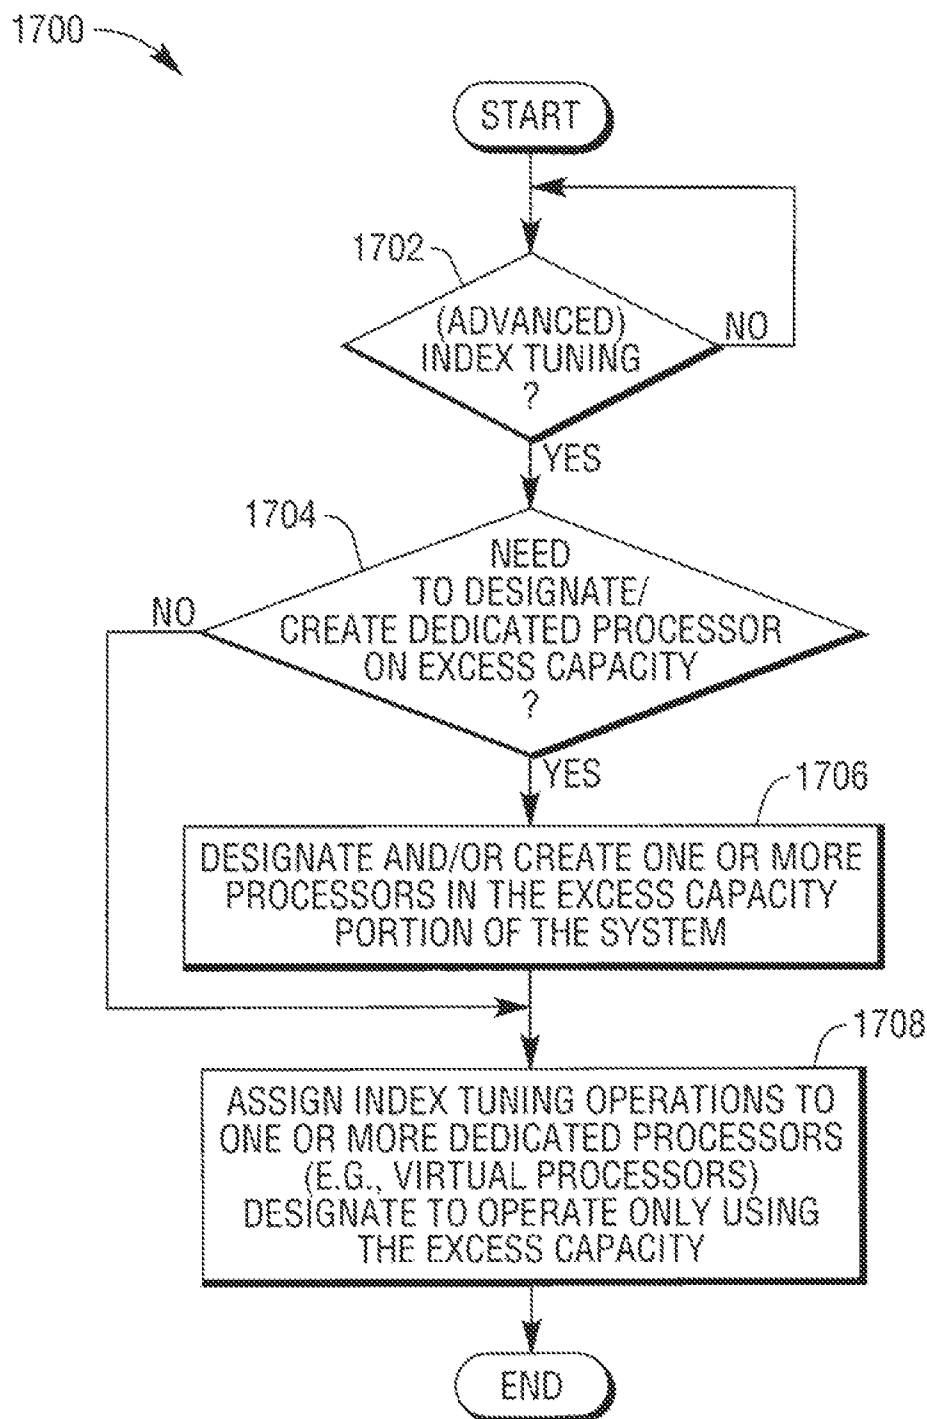 1700
START
1702
(ADVANCED)
INDEX TUNING
?
NO
YES
1704
NEED
TO DESIGNATE/
CREATE DEDICATED PROCESSOR
ON EXCESS CAPACITY
?
NO
YES
1706
DESIGNATE AND/OR CREATE ONE OR MORE
PROCESSORS IN THE EXCESS CAPACITY
PORTION OF THE SYSTEM
1708
ASSIGN INDEX TUNING OPERATIONS TO
ONE OR MORE DEDICATED PROCESSORS
(E.G., VIRTUAL PROCESSORS)
DESIGNATE TO OPERATE ONLY USING
THE EXCESS CAPACITY
END